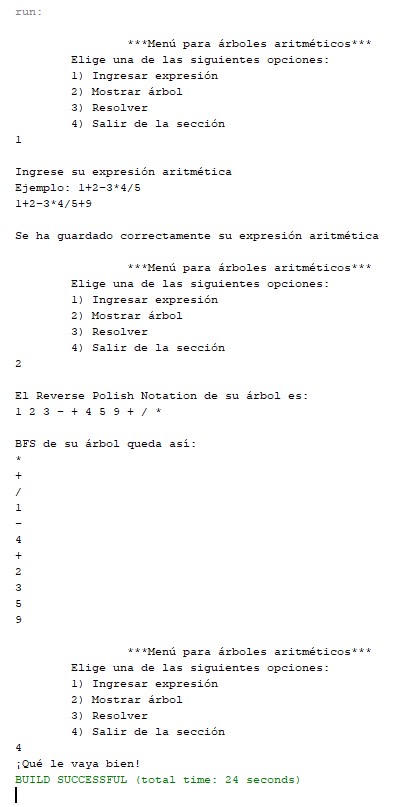 run:
***Menú para árboles aritméticos***
Elige una de las siguientes opciones:
1) Ingresar expresión
2) Mostrar árbol
3) Resolver
4) Salir de la sección
1
Ingrese su expresión aritmética
Ejemplo: 1+2-3*4/5
1+2-3*4/5+9
Se ha guardado correctamente su expresión aritmética
***Menú para árboles aritméticos***
Elige una de las siguientes opciones:
1) Ingresar expresión
2) Mostrar árbol
3) Resolver
4) Salir de la sección
2
El Reverse Polish Notation de su árbol es:
1 2 3 - + 4 5 9 + / *
BFS de su árbol queda así:
*
+
/
1
-
4
+
2
3
5
9
***Menú para árboles aritméticos***
Elige una de las siguientes opciones:
1) Ingresar expresión
2) Mostrar árbol
3) Resolver
4) Salir de la sección
4
¡Qué le vaya bien!
BUILD SUCCESSFUL (total time: 24 seconds)